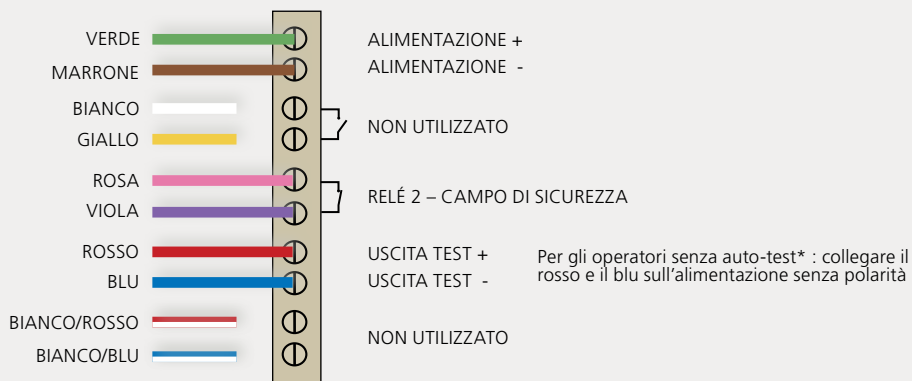 VERDE
ALIMENTAZIONE +
MARRONE
ALIMENTAZIONE -
BIANCO
GIALLO
NON UTILIZZATO
ROSA
VIOLA
RELÉ 2 – CAMPO DI SICUREZZA
ROSSO
USCITA TEST +
BLU
USCITA TEST -
Per gli operatori senza auto-test* : collegare il
rosso e il blu sull’alimentazione senza polarità
BIANCO/ROSSO
BIANCO/BLU
NON UTILIZZATO